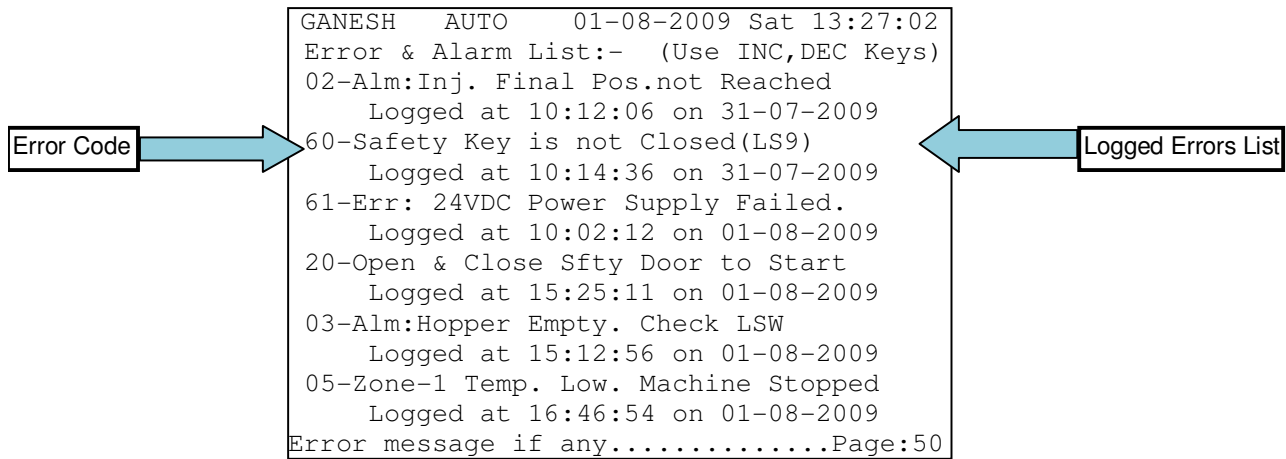 GANESH AUTO 01-08-2009 Sat 13:27:02
Error & Alarm List:- (Use INC,DEC Keys)
02-Alm:Inj. Final Pos.not Reached
Logged at 10:12:06 on 31-07-2009
Error Code
60-Safety Key is not Closed(LS9)
Logged Errors List
Logged at 10:14:36 on 31-07-2009
61-Err: 24VDC Power Supply Failed.
Logged at 10:02:12 on 01-08-2009
20-Open & Close Sfty Door to Start
Logged at 15:25:11 on 01-08-2009
03-Alm:Hopper Empty. Check LSW
Logged at 15:12:56 on 01-08-2009
05-Zone-1 Temp. Low. Machine Stopped
Logged at 16:46:54 on 01-08-2009
Error message if any..............Page:50